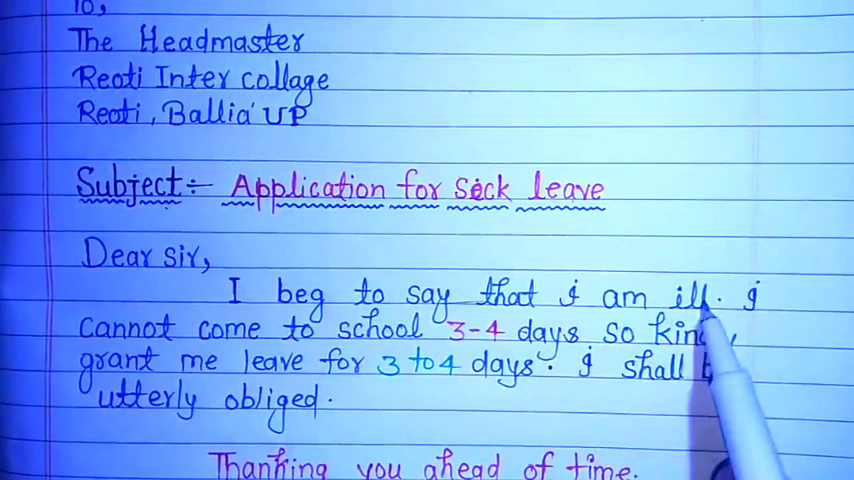 To,
The Headmaster
Reoti Inter collage
Reoti, Ballia UP
Subject:- Application for Sick leave
Dear Sir,
I beg to say that I am ill. I
cannot come to school 3-4 days so
grant me leave for 3 to 4 days. I shall
utterly obliged.
Thanking you ahead of time.